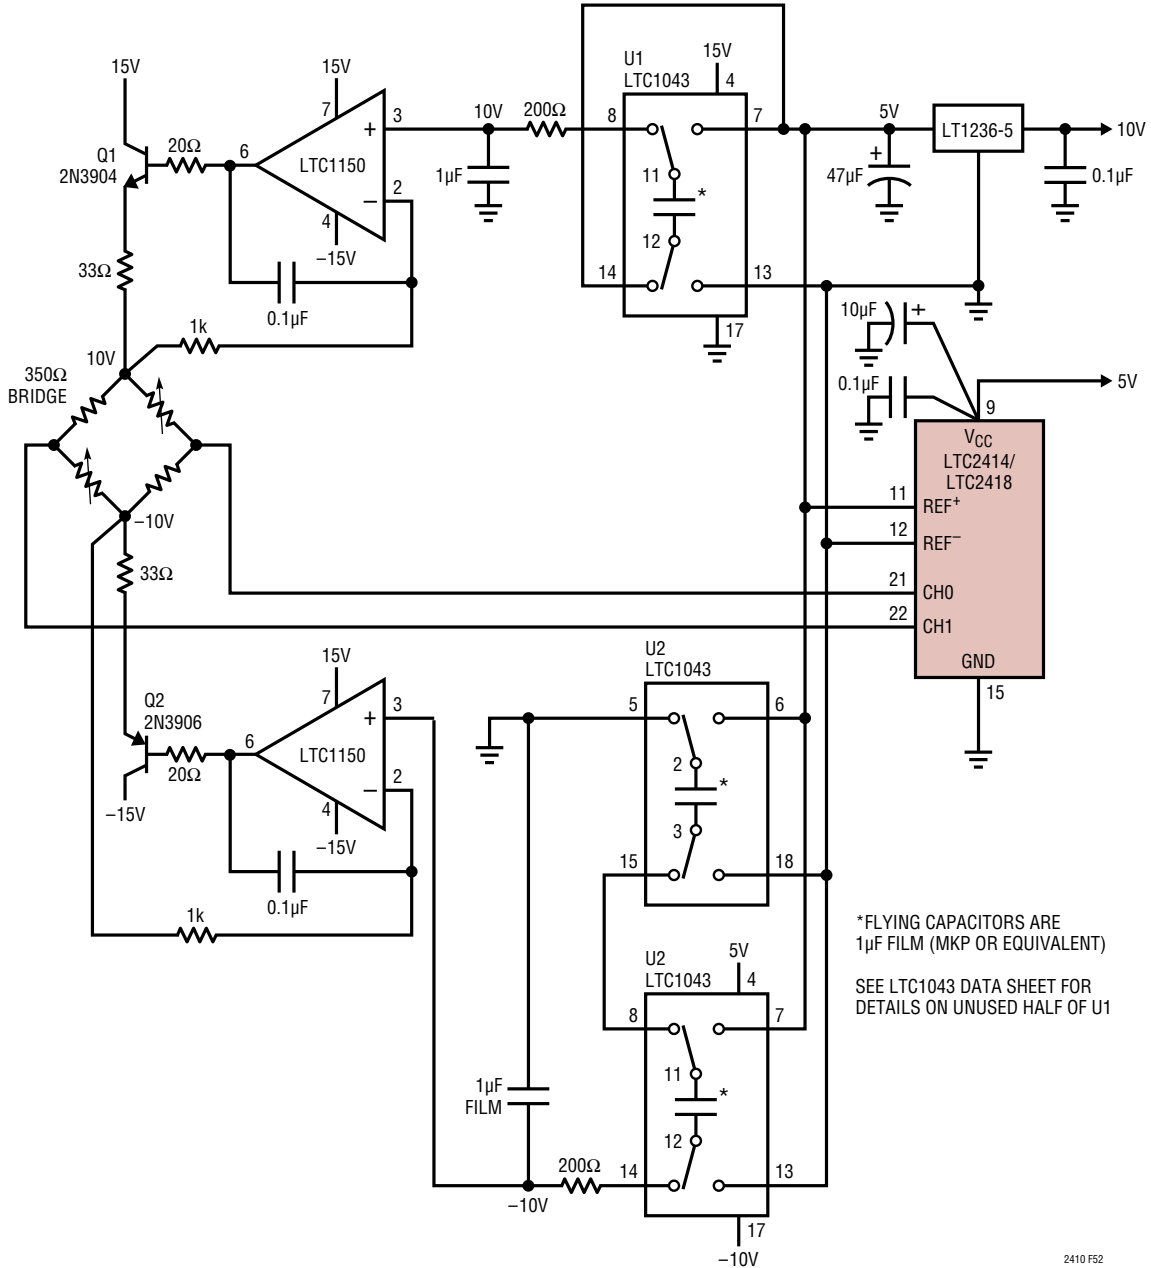 15V
Q1
2N3904
20Ω
6
15V
7
LTC1150
+
3
−
2
4
−15V
0.1µF
33Ω
1k
10V
350Ω
BRIDGE
−10V
33Ω
10V
1µF
200Ω
U1
LTC1043
15V
4
8
7
11
*
12
14
13
17
5V
+
47µF
LT1236-5
10V
0.1µF
10µF
+
0.1µF
5V
9
VCC
LTC2414/
LTC2418
11
REF+
12
REF−
21
CH0
22
CH1
GND
15
Q2
2N3906
20Ω
−15V
6
15V
7
LTC1150
+
3
−
2
4
−15V
0.1µF
1k
U2
LTC1043
5
6
2
*
3
15
18
U2
LTC1043
5V
4
8
7
11
*
12
14
13
17
−10V
1µF
FILM
200Ω
−10V
*FLYING CAPACITORS ARE
1µF FILM (MKP OR EQUIVALENT)
SEE LTC1043 DATA SHEET FOR
DETAILS ON UNUSED HALF OF U1
2410 F52